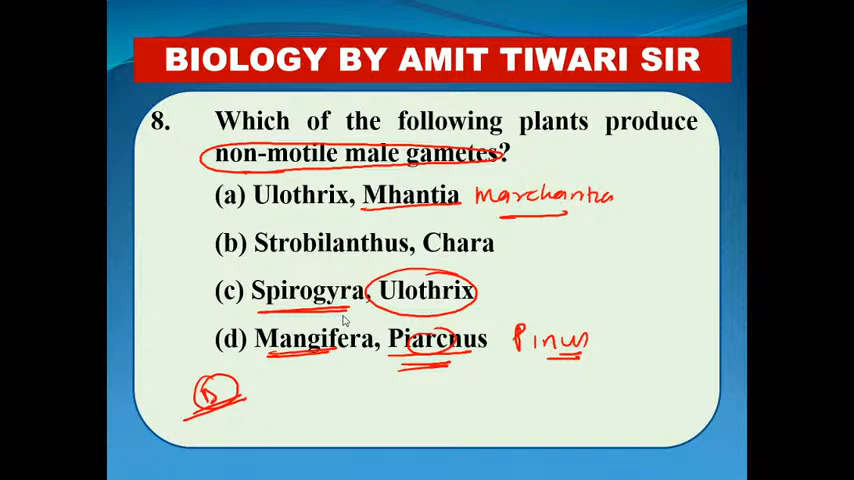 BIOLOGY BY AMIT TIWARI SIR
8. Which of the following plants produce
non-motile male gametes?
(a) Ulothrix, Mhantia Marchantia
(b) Strobilanthus, Chara
(c) Spirogyra, Ulothrix
(d) Mangifera, Piarcnus Pinus